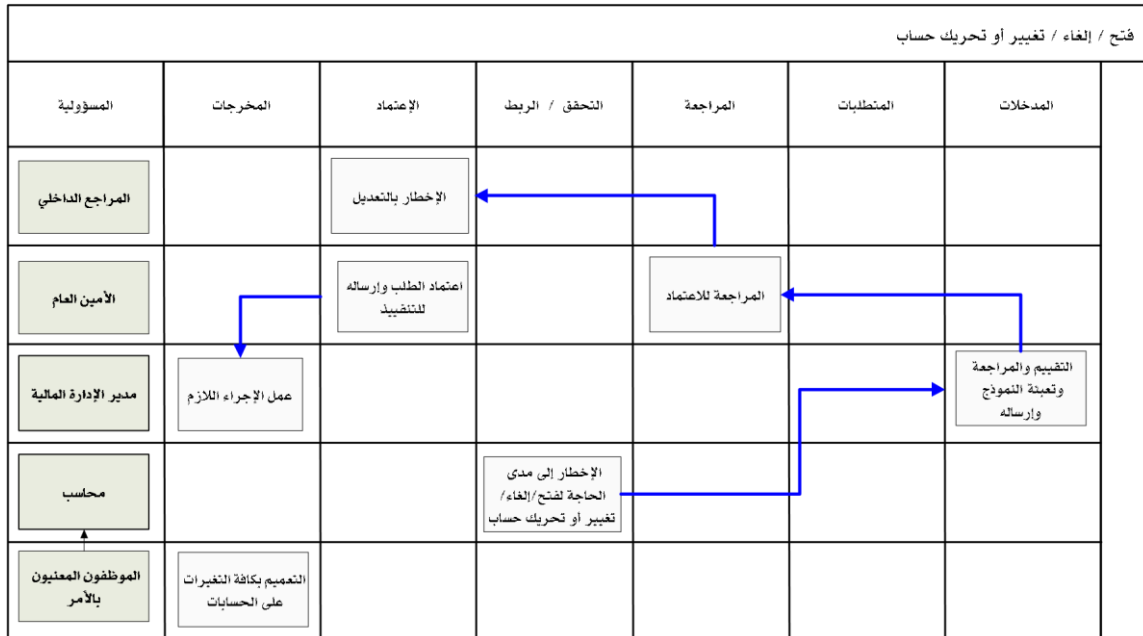 فتح / إلغاء / تغيير أو تحريك حساب
المدخلات
المتطلبات
المراجعة
التحقق / الربط
الإعتماد
المخرجات
المسؤولية
الإخطار بالتعديل
المراجع الداخلي
المراجعة للاعتماد
اعتماد الطلب وإرساله
للتنفييذ
الأمين العام
التقييم والمراجعة
وتعبئة النموذج
وإرساله
عمل الإجراء اللازم
مدير الإدارة المالية
الإخطار إلى مدى
الحاجة لفتح/إلغاء/
تغيير أو تحريك حساب
محاسب
التعميم بكافة التغيرات
على الحسابات
الموظفون المعنيون
بالأمر